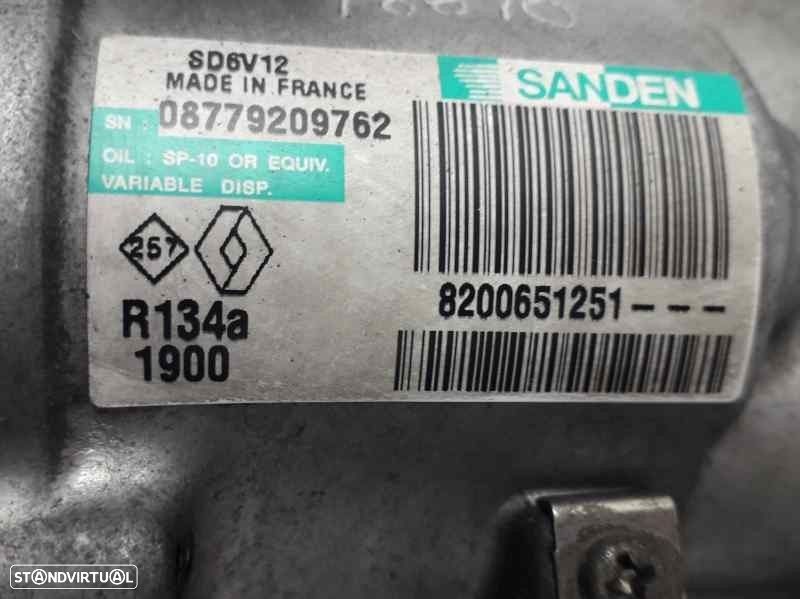 SD6V12
MADE IN FRANCE
SANDEN
SN : 08779209762
OIL : SP-10 OR EQUIV.
VARIABLE DISP.
257
R134a
1900
8200651251---
STANDVIRTUAL